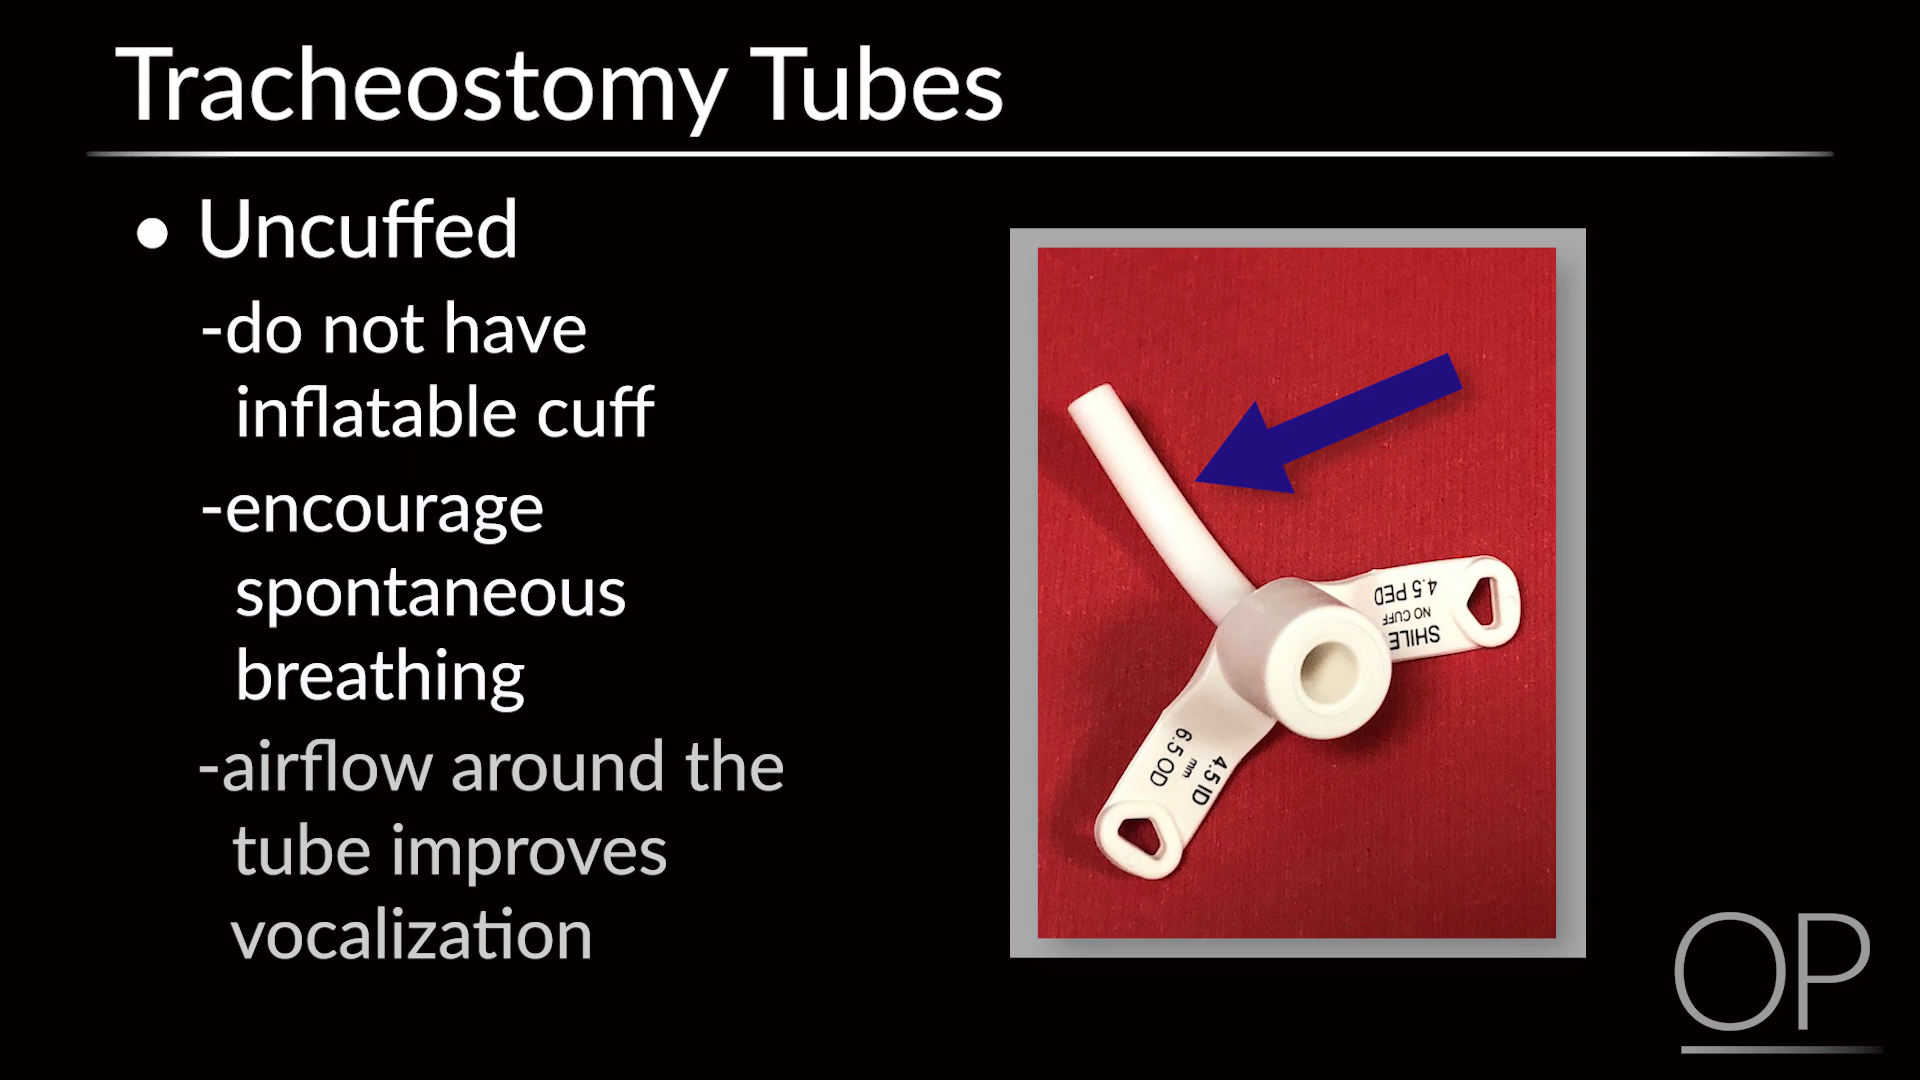 Tracheostomy Tubes
• Uncuffed
-do not have
inflatable cuff
-encourage
spontaneous
breathing
-airflow around the
tube improves
vocalization
4.5 PED
NO CUFF
SHILE
4.5 ID
mm
6.5 OD
OP